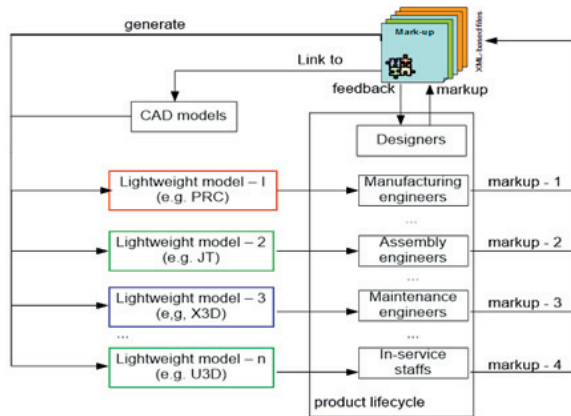 generate
Mark-up
XML-based files
Link to
feedback
markup
CAD models
Designers
Lightweight model – I
(e.g. PRC)
Manufacturing
engineers
markup - 1
...
Lightweight model – 2
(e.g. JT)
Assembly
engineers
markup - 2
...
Lightweight model – 3
(e,g, X3D)
Maintenance
engineers
markup - 3
...
...
Lightweight model – n
(e.g. U3D)
In-service
staffs
markup - 4
product lifecycle